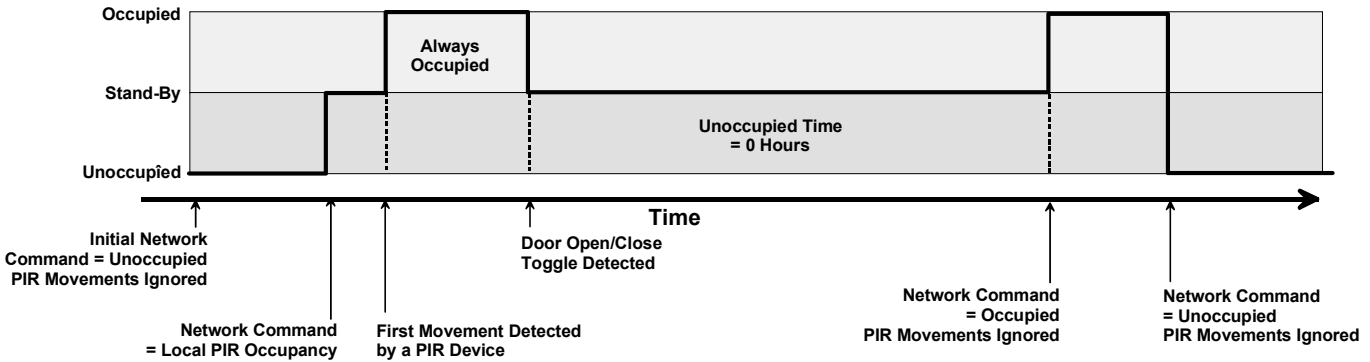 Occupied
Always
Occupied
Stand-By
Unoccupied Time
= 0 Hours
Unoccupîed
Time
Initial Network
Command = Unoccupied
PIR Movements Ignored
Network Command
= Local PIR Occupancy
First Movement Detected
by a PIR Device
Door Open/Close
Toggle Detected
Network Command
= Occupied
PIR Movements Ignored
Network Command
= Unoccupied
PIR Movements Ignored